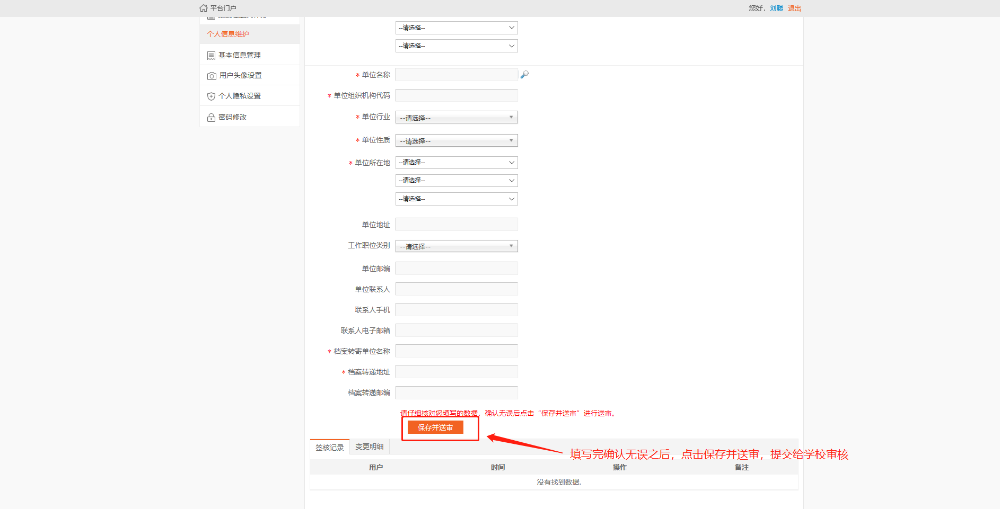 平台门户
您好，刘聪 退出
个人信息维护
基本信息管理
用户头像设置
个人隐私设置
密码修改
--请选择--
--请选择--
* 单位名称
* 单位组织机构代码
* 单位行业 --请选择--
* 单位性质 --请选择--
* 单位所在地 --请选择--
--请选择--
--请选择--
单位地址
工作职位类别 --请选择--
单位邮编
单位联系人
联系人手机
联系人电子邮箱
* 档案转寄单位名称
* 档案转递地址
档案转递邮编
请仔细核对您填写的数据，确认无误后点击“保存并送审”进行送审。
保存并送审
签核记录 变更明细
填写完确认无误之后，点击保存并送审，提交给学校审核
用户 时间 操作 备注
没有找到数据.